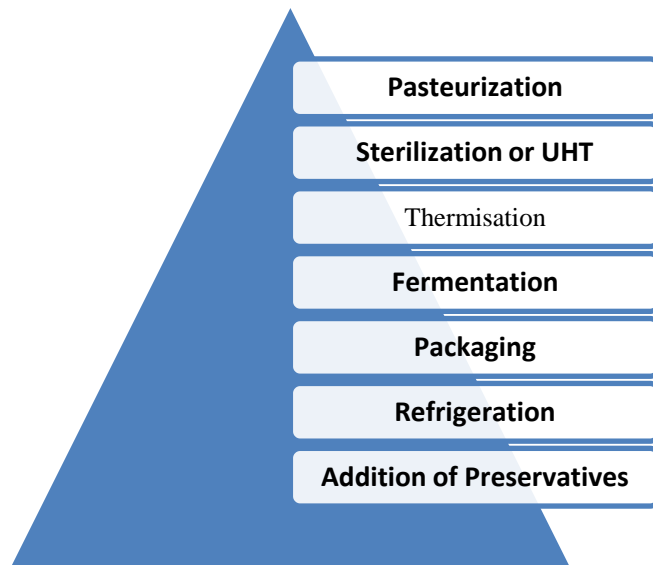 Pasteurization
Sterilization or UHT
Thermisation
Fermentation
Packaging
Refrigeration
Addition of Preservatives